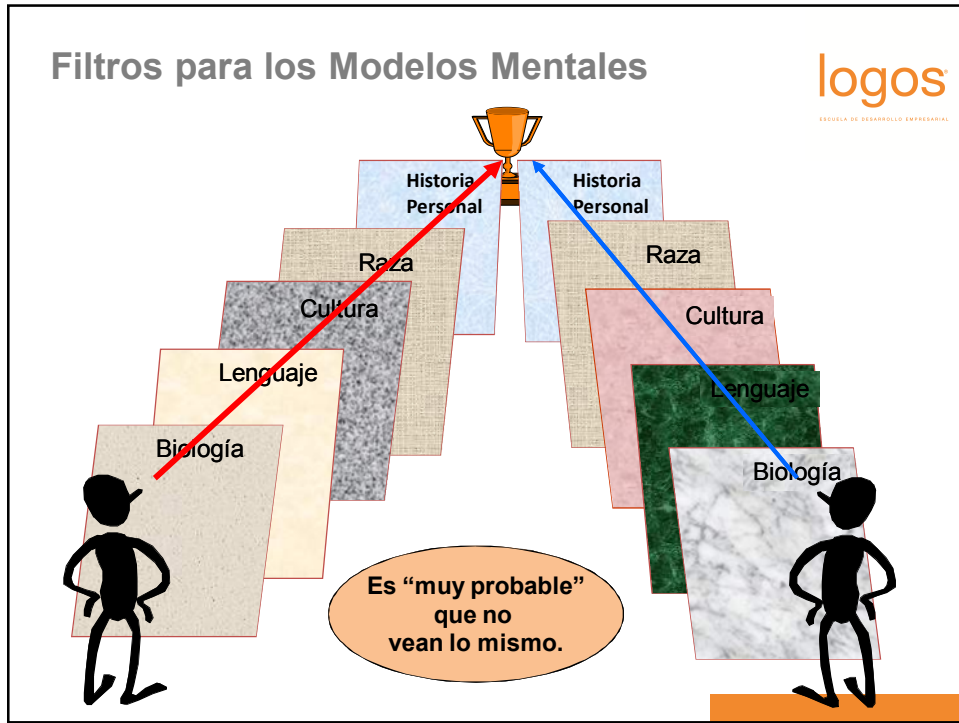 Filtros para los Modelos Mentales
logos
ESCUELA DE DESARROLLO EMPRESARIAL
Historia
Personal
Raza
Cultura
Lenguaje
Biología
Historia
Personal
Raza
Cultura
Lenguaje
Biología
Es “muy probable”
que no
vean lo mismo.